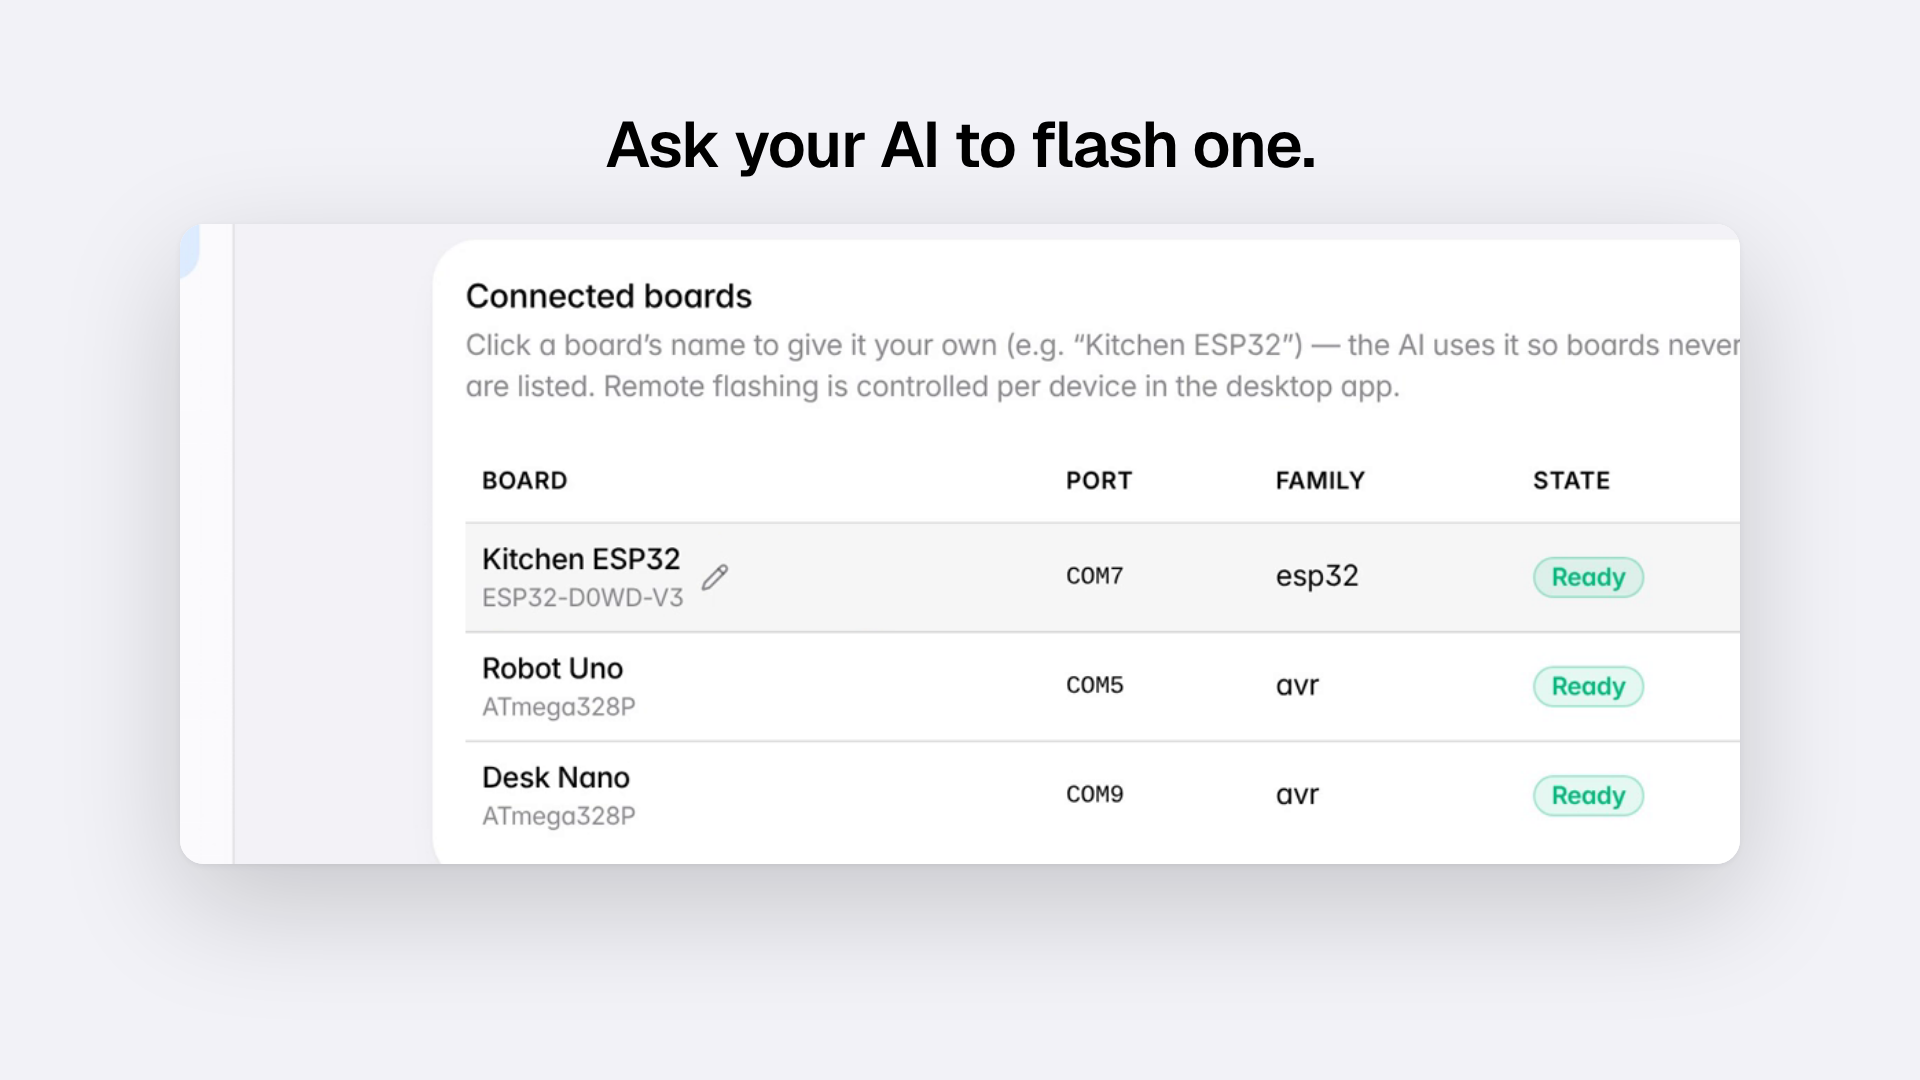 Ask your AI to flash one.
Connected boards
Click a board’s name to give it your own (e.g. “Kitchen ESP32”) — the AI uses it so boards never
are listed. Remote flashing is controlled per device in the desktop app.
BOARD PORT FAMILY STATE
Kitchen ESP32
ESP32-D0WD-V3 COM7 esp32 Ready
Robot Uno
ATmega328P COM5 avr Ready
Desk Nano
ATmega328P COM9 avr Ready